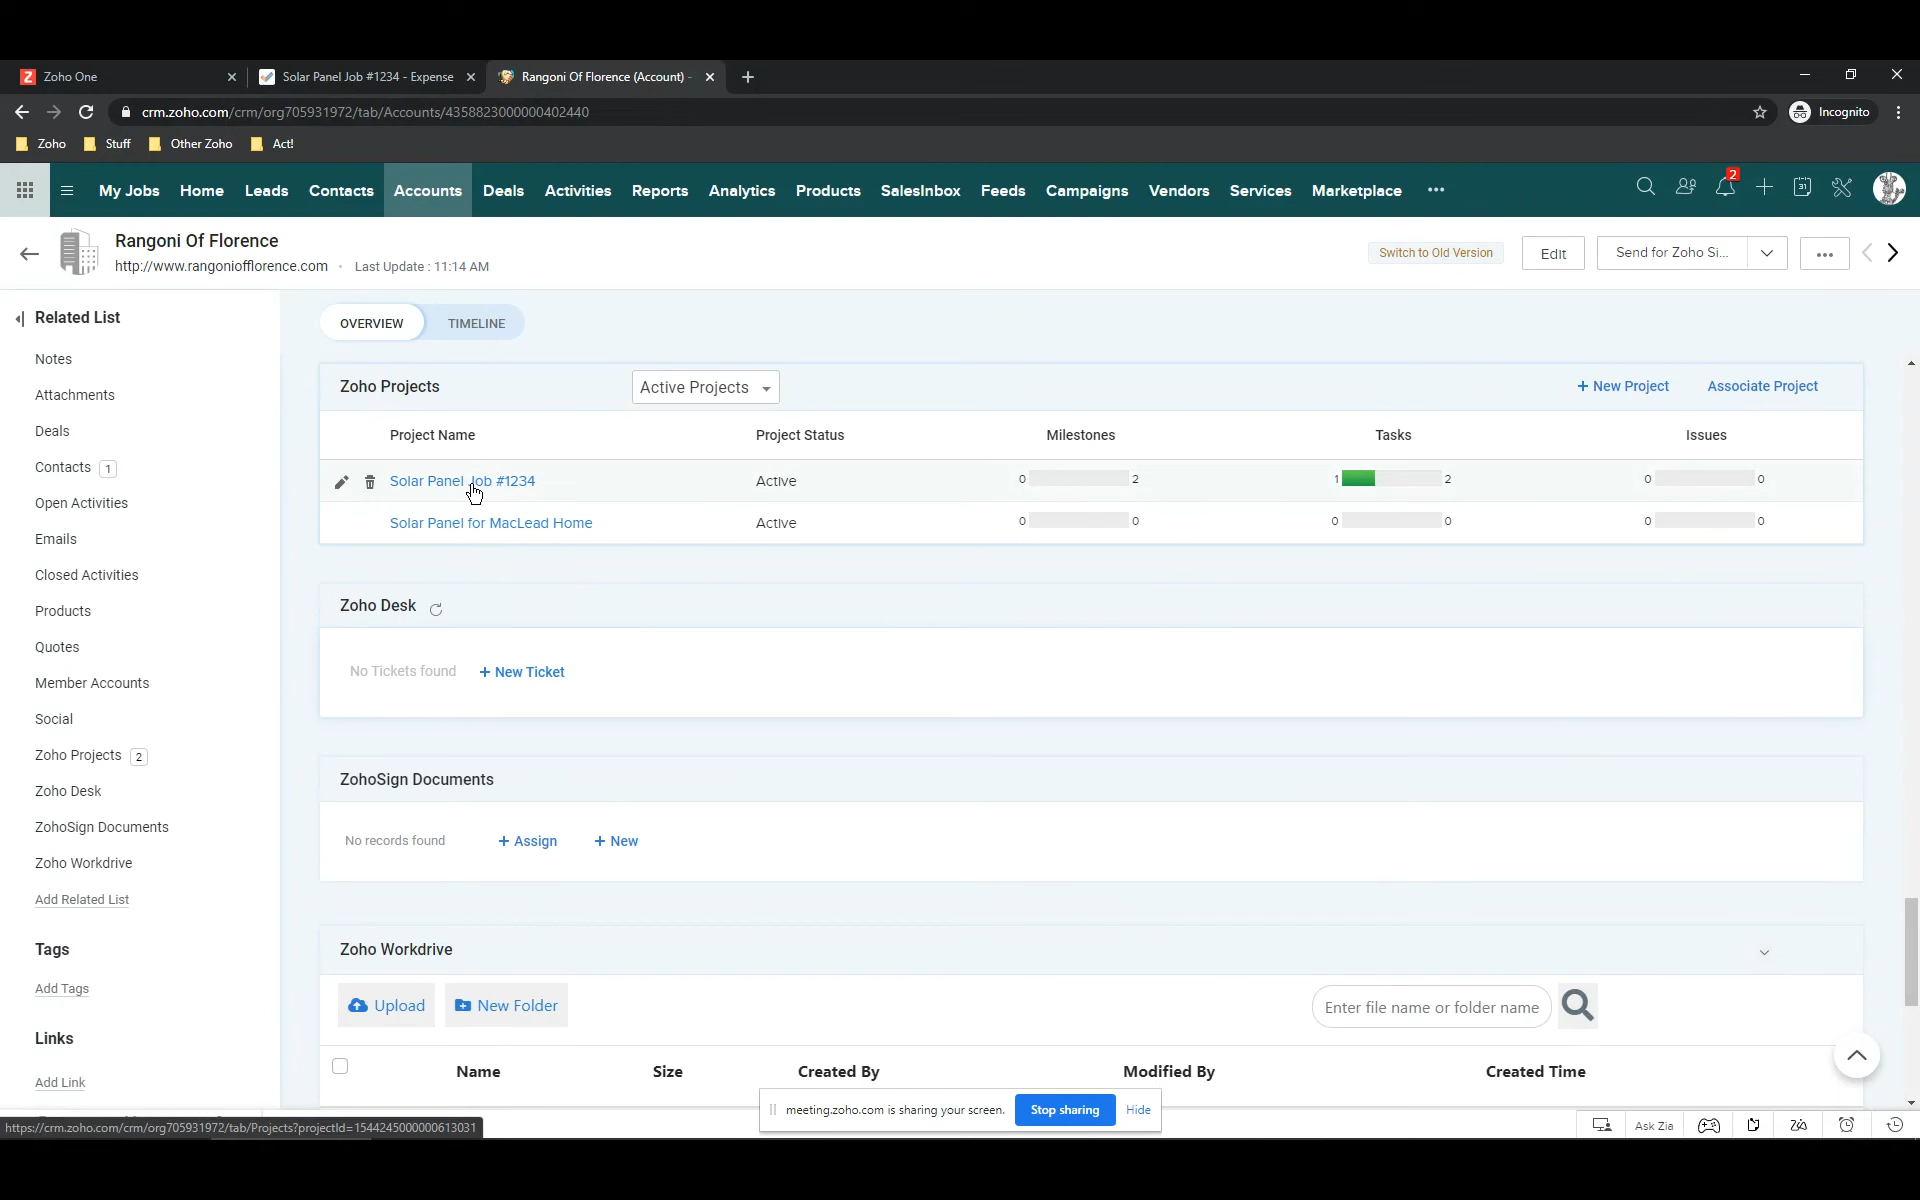 Zoho One
Solar Panel Job #1234 - Expense
Rangoni Of Florence (Account) -
crm.zoho.com/crm/org705931972/tab/Accounts/4358823000000402440
Incognito
Zoho Stuff Other Zoho Act!
My Jobs Home Leads Contacts Accounts Deals Activities Reports Analytics Products SalesInbox Feeds Campaigns Vendors Services Marketplace
2
31
Rangoni Of Florence
http://www.rangoniofflorence.com · Last Update : 11:14 AM
Switch to Old Version
Edit
Send for Zoho Si...
Related List
Notes
Attachments
Deals
Contacts 1
Open Activities
Emails
Closed Activities
Products
Quotes
Member Accounts
Social
Zoho Projects 2
Zoho Desk
ZohoSign Documents
Zoho Workdrive
Add Related List
Tags
Add Tags
Links
Add Link
OVERVIEW TIMELINE
Zoho Projects Active Projects + New Project Associate Project
Project Name Project Status Milestones Tasks Issues
Solar Panel Job #1234 Active 0 2 1 2 0 0
Solar Panel for MacLead Home Active 0 0 0 0 0 0
Zoho Desk
No Tickets found + New Ticket
ZohoSign Documents
No records found + Assign + New
Zoho Workdrive
Upload New Folder Enter file name or folder name
Name Size Created By Modified By Created Time
meeting.zoho.com is sharing your screen. Stop sharing Hide
https://crm.zoho.com/crm/org705931972/tab/Projects?projectId=1544245000000613031
Ask Zia